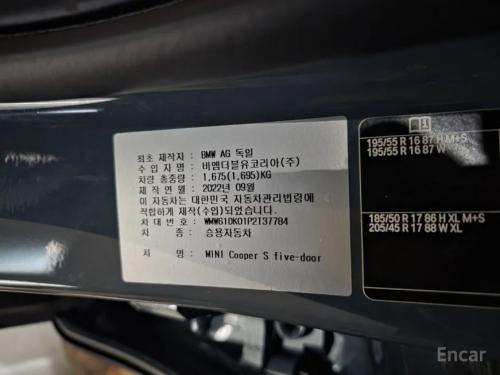 최초 제작자 : BMW AG 독일
수 입 자 명 : 비엠더블유코리아(주)
차량 총중량 : 1,675(1,695)KG
제 작 연 월 : 2022년 09월
이 자동차는 대한민국 자동차관리법령에
적합하게 제작(수입)되었습니다.
차 대 번 호 : WMW61DK01P2T37784
차 종 : 승용자동차
차 명 : MINI Cooper S five-door
195/55 R 16 87 H M+S
195/55 R 16 87 W
185/50 R 17 86 H XL M+S
205/45 R 17 88 W XL
Encar